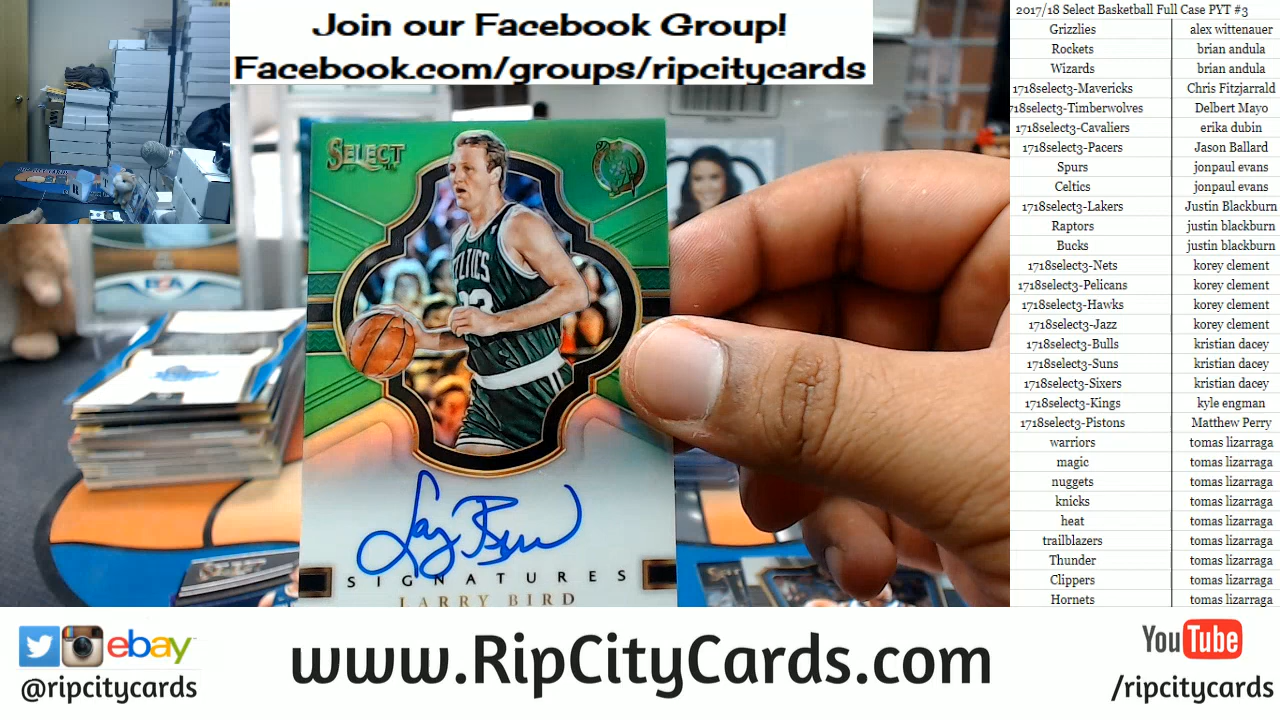 Join our Facebook Group!
Facebook.com/groups/ripcitycards
2017/18 Select Basketball Full Case PYT #3
Grizzlies alex wittenauer
Rockets brian andula
Wizards brian andula
1718select3-Mavericks Chris Fitzjarrald
718select3-Timberwolves Delbert Mayo
1718select3-Cavaliers erika dubin
1718select3-Pacers Jason Ballard
Spurs jonpaul evans
Celtics jonpaul evans
1718select3-Lakers Justin Blackburn
Raptors justin blackburn
Bucks justin blackburn
1718select3-Nets korey clement
1718select3-Pelicans korey clement
1718select3-Hawks korey clement
1718select3-Jazz korey clement
1718select3-Bulls kristian dacey
1718select3-Suns kristian dacey
1718select3-Sixers kristian dacey
1718select3-Kings kyle engman
1718select3-Pistons Matthew Perry
warriors tomas lizarraga
magic tomas lizarraga
nuggets tomas lizarraga
knicks tomas lizarraga
heat tomas lizarraga
trailblazers tomas lizarraga
Thunder tomas lizarraga
Clippers tomas lizarraga
Hornets tomas lizarraga
SELECT
CELTICS
33
Larry Bird
SIGNATURES
LARRY BIRD
ebay
@ripcitycards
www.RipCityCards.com
YouTube
/ripcitycards